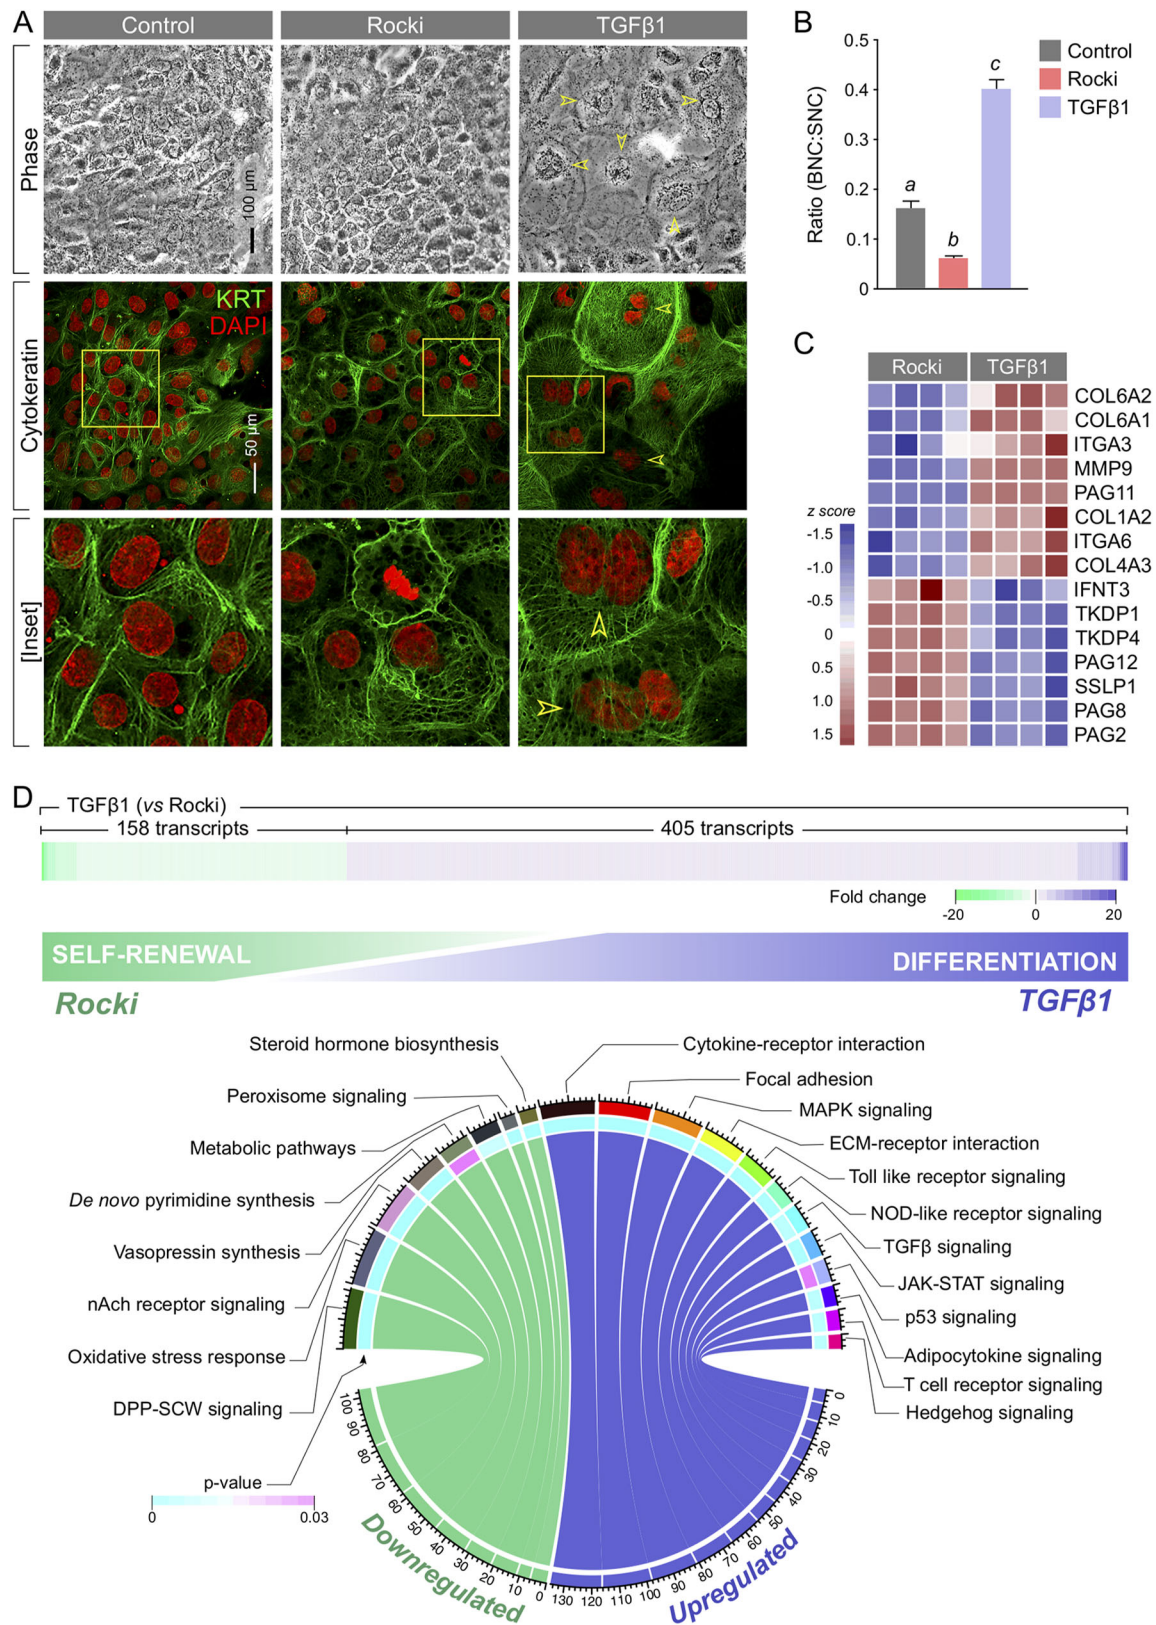 A
Control
Rocki
TGFβ1
Phase
100 µm
Cytokeratin
KRT
DAPI
50 µm
[Inset]
B
Ratio (BNC:SNC)
0.5
0.4
0.3
0.2
0.1
0
a
b
c
Control
Rocki
TGFβ1
C
Rocki
TGFβ1
COL6A2
COL6A1
ITGA3
MMP9
PAG11
COL1A2
ITGA6
COL4A3
IFNT3
TKDP1
TKDP4
PAG12
SSLP1
PAG8
PAG2
z score
-1.5
-1.0
-0.5
0
0.5
1.0
1.5
D
TGFβ1 (vs Rocki)
158 transcripts
405 transcripts
Fold change
-20 0 20
SELF-RENEWAL
DIFFERENTIATION
Rocki
TGFβ1
Steroid hormone biosynthesis
Peroxisome signaling
Metabolic pathways
De novo pyrimidine synthesis
Vasopressin synthesis
nAch receptor signaling
Oxidative stress response
DPP-SCW signaling
Cytokine-receptor interaction
Focal adhesion
MAPK signaling
ECM-receptor interaction
Toll like receptor signaling
NOD-like receptor signaling
TGFβ signaling
JAK-STAT signaling
p53 signaling
Adipocytokine signaling
T cell receptor signaling
Hedgehog signaling
p-value
0 0.03
100 90 80 70 60 50 40 30 20 10 0
Downregulated
130 120 110 100 90 80 70 60 50 40 30 20 10 0
Upregulated